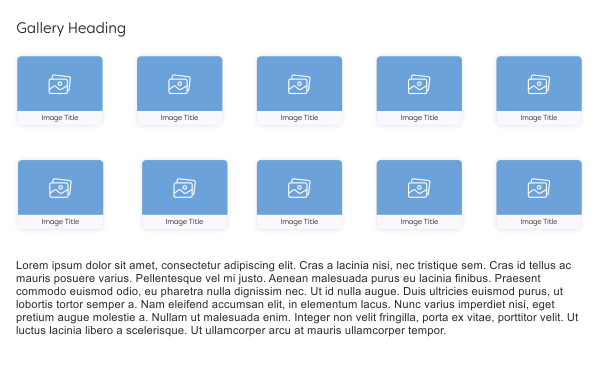 Gallery Heading
Image Title Image Title Image Title Image Title Image Title
Image Title Image Title Image Title Image Title Image Title
Lorem ipsum dolor sit amet, consectetur adipiscing elit. Cras a lacinia nisi, nec tristique sem. Cras id tellus ac
mauris posuere varius. Pellentesque vel mi justo. Aenean malesuada purus eu lacinia finibus. Praesent
commodo euismod odio, eu pharetra nulla dignissim nec. Ut id nulla augue. Duis ultricies euismod purus, ut
lobortis tortor semper a. Nam eleifend accumsan elit, in elementum lacus. Nunc varius imperdiet nisi, eget
pretium augue molestie a. Nullam ut malesuada enim. Integer non velit fringilla, porta ex vitae, porttitor velit. Ut
luctus lacinia libero a scelerisque. Ut ullamcorper arcu at mauris ullamcorper tempor.